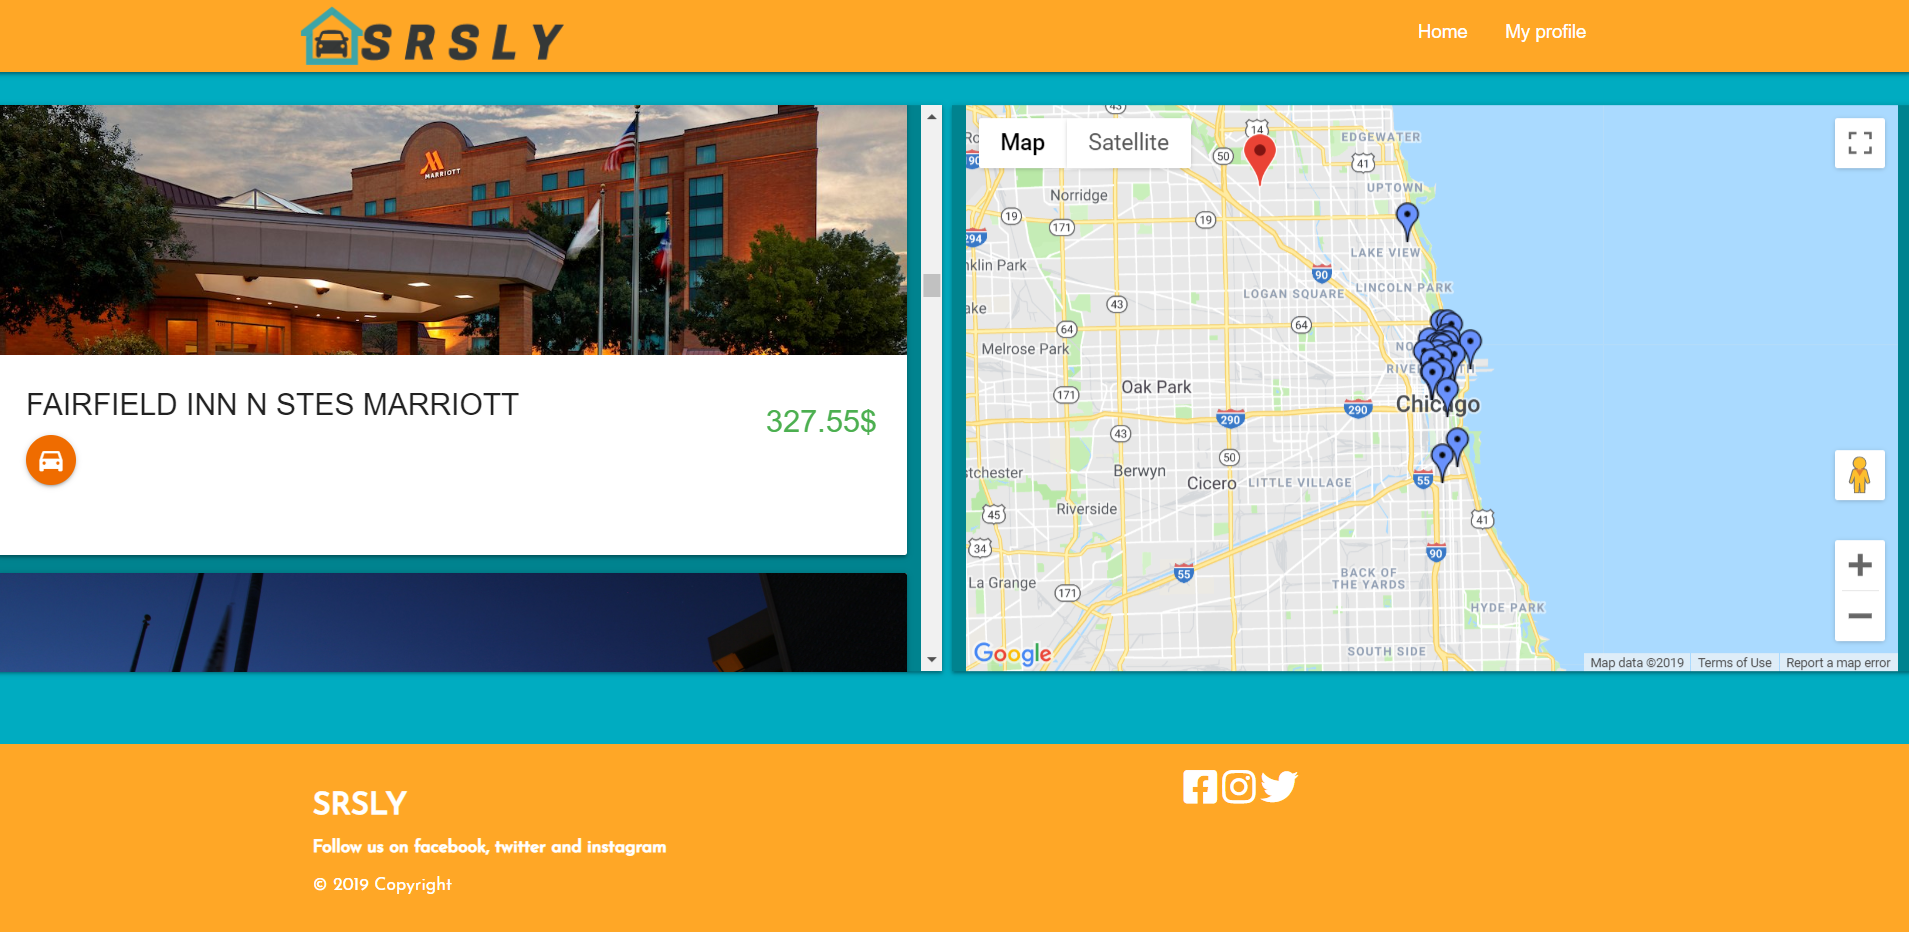 SRSLY
Home
My profile
MARRIOTT
FAIRFIELD INN N STES MARRIOTT
327.55$
Map
Satellite
43
14
EDGEWATER
90
50
41
UPTOWN
Norridge
19
171
19
294
LAKE VIEW
nklin Park
90
LINCOLN PARK
LOGAN SQUARE
ake
43
64
64
Melrose Park
Oak Park
171
290
290
Chicago
43
50
55
stchester
Berwyn
Cicero
LITTLE VILLAGE
45
Riverside
41
34
90
La Grange
55
BACK OF
THE YARDS
171
HYDE PARK
SOUTH SIDE
Google
Map data ©2019
Terms of Use
Report a map error
SRSLY
Follow us on facebook, twitter and instagram
© 2019 Copyright